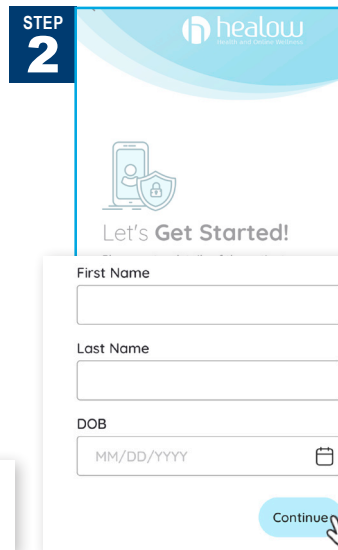 STEP
2
healow
Health and Online Wellness
Let's Get Started!
First Name
Last Name
DOB
MM/DD/YYYY
Continue